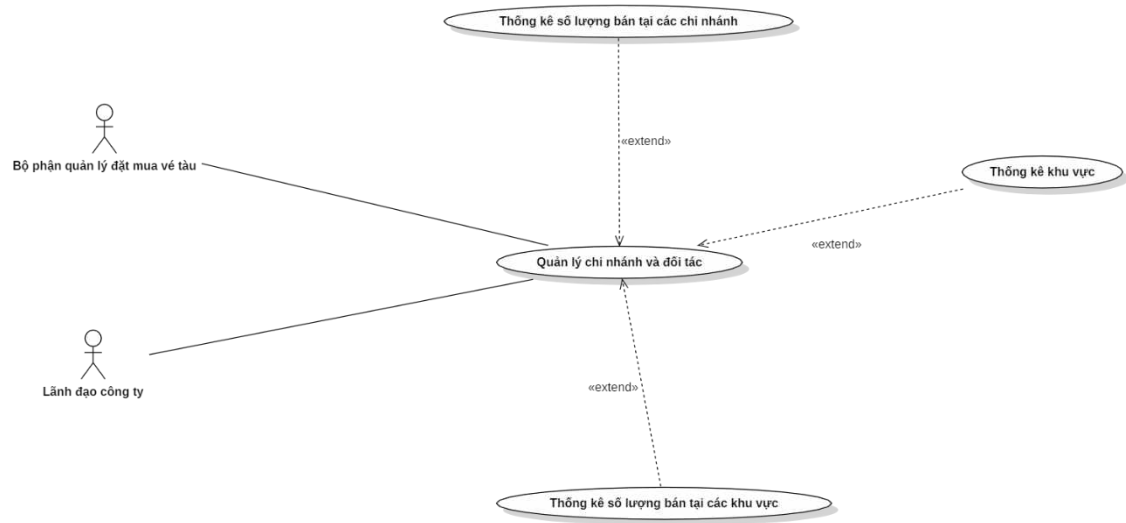 Thống kê số lượng bán tại các chi nhánh
«extend»
Bộ phận quản lý đặt mua vé tàu
Thống kê khu vực
«extend»
Quản lý chi nhánh và đối tác
Lãnh đạo công ty
«extend»
Thống kê số lượng bán tại các khu vực